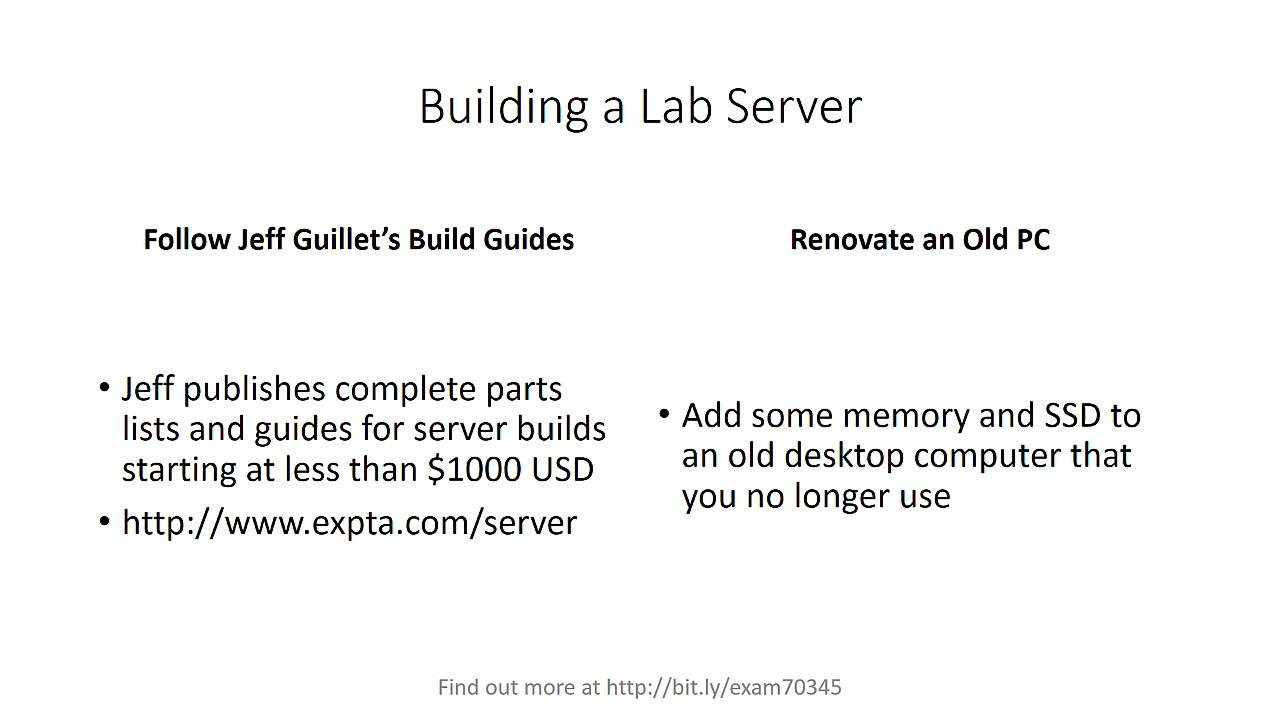 Building a Lab Server
Follow Jeff Guillet’s Build Guides
• Jeff publishes complete parts
lists and guides for server builds
starting at less than $1000 USD
• http://www.expta.com/server
Renovate an Old PC
• Add some memory and SSD to
an old desktop computer that
you no longer use
Find out more at http://bit.ly/exam70345